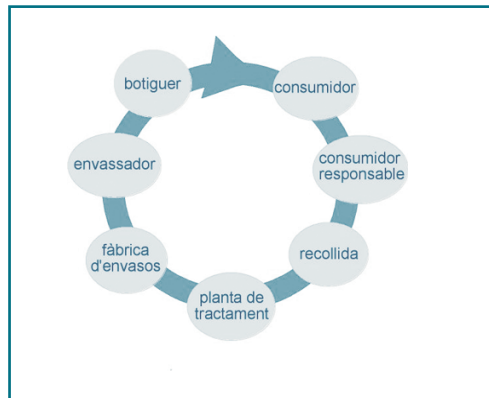 botiguer
consumidor
consumidor
responsable
recollida
planta de
tractament
fàbrica
d'envasos
envassador